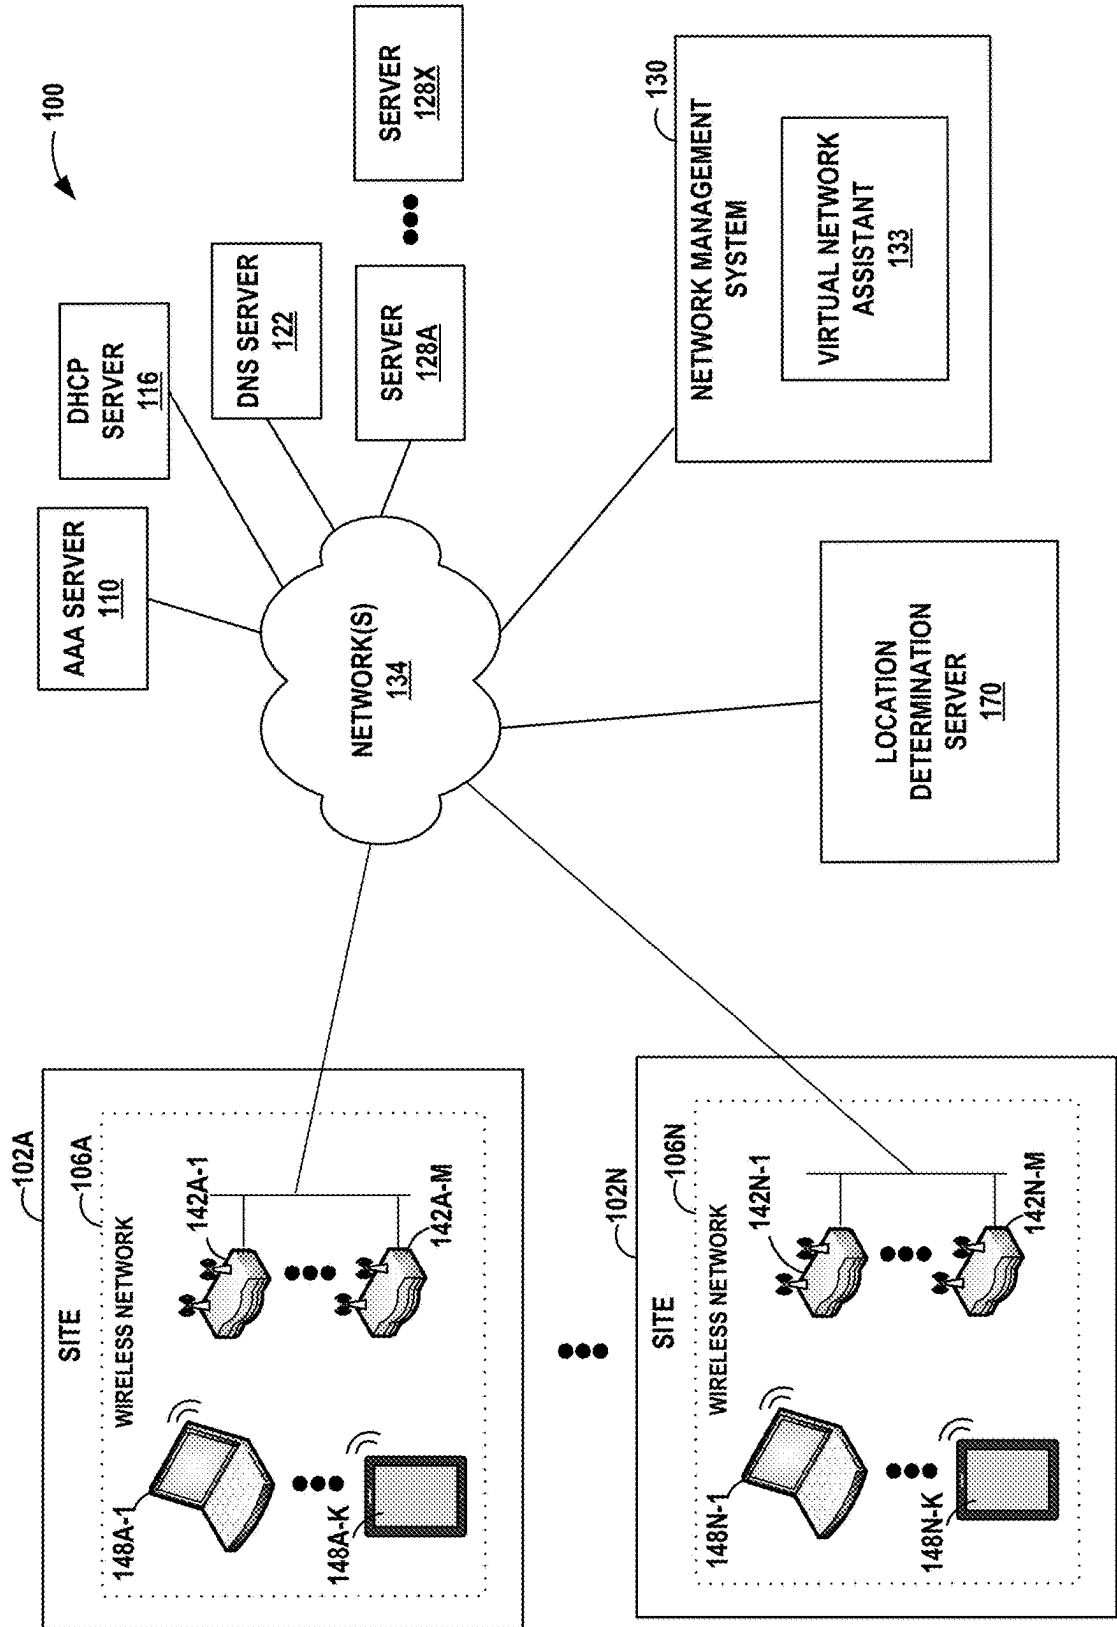 100
102A
SITE
106A
WIRELESS NETWORK
148A-1
148A-K
142A-1
142A-M
102N
SITE
106N
WIRELESS NETWORK
148N-1
148N-K
142N-1
142N-M
NETWORK(S)
134
AAA SERVER
110
DHCP
SERVER
116
DNS SERVER
122
SERVER
128A
SERVER
128X
130
NETWORK MANAGEMENT
SYSTEM
VIRTUAL NETWORK
ASSISTANT
133
LOCATION
DETERMINATION
SERVER
170